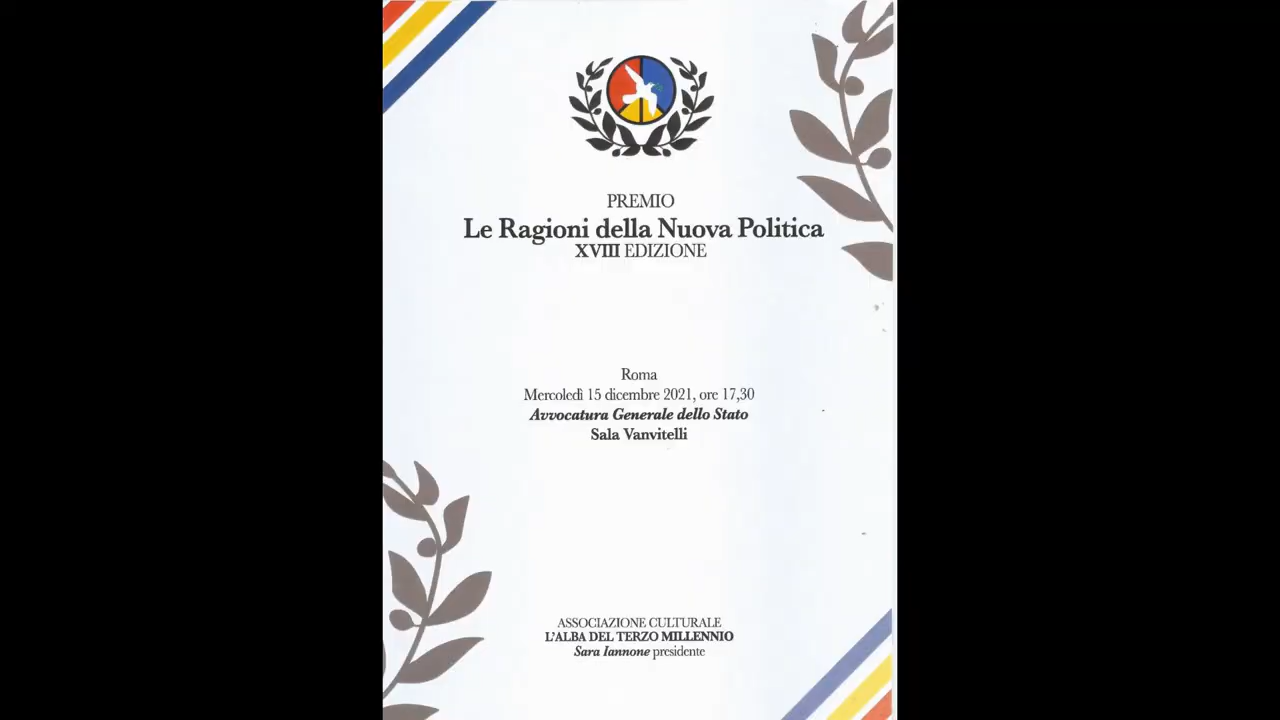 PREMIO
Le Ragioni della Nuova Politica
XVIII EDIZIONE
Roma
Mercoledì 15 dicembre 2021, ore 17,30
Avvocatura Generale dello Stato
Sala Vanvitelli
ASSOCIAZIONE CULTURALE
L'ALBA DEL TERZO MILLENNIO
Sara Iannone presidente